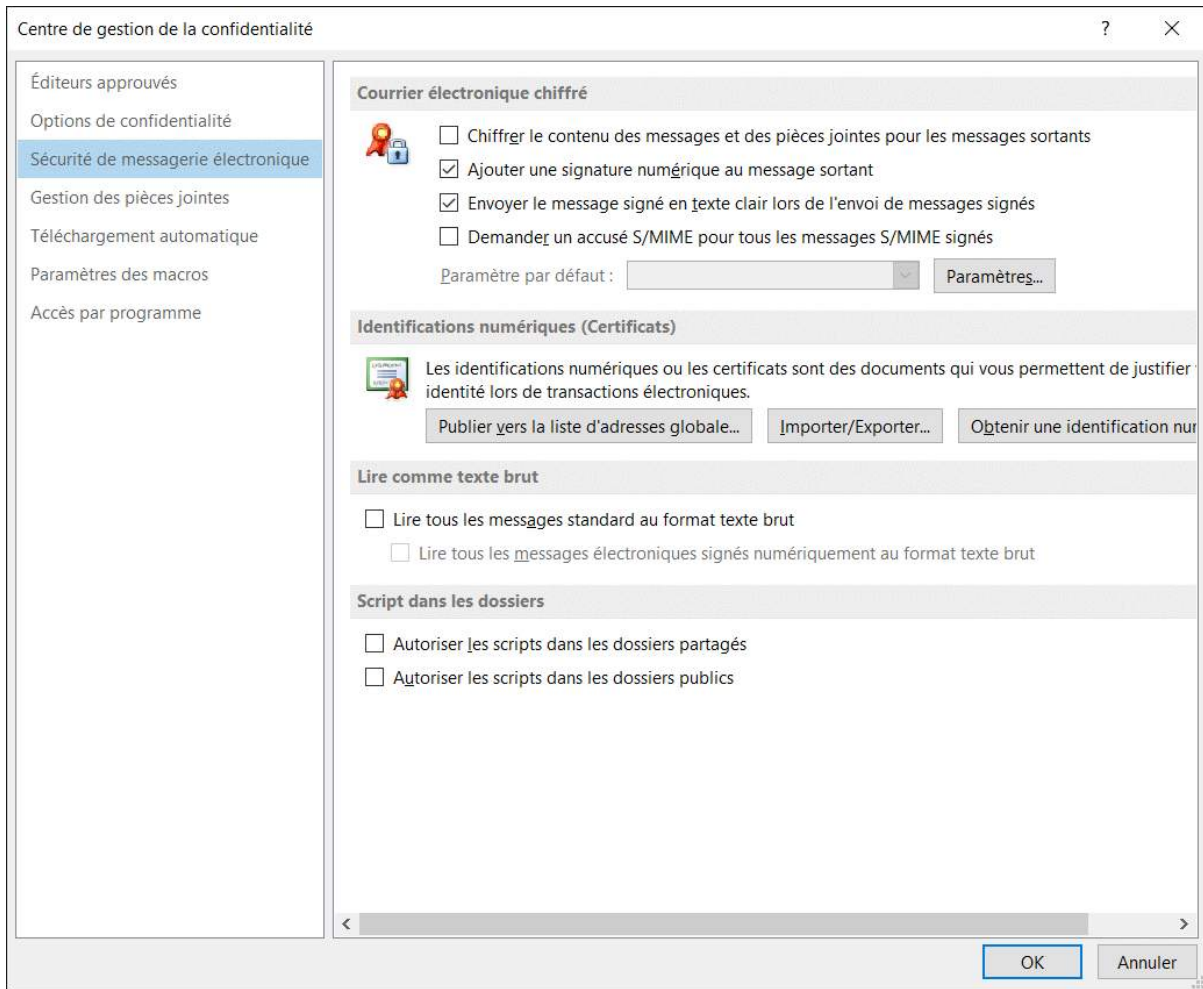 Centre de gestion de la confidentialité
?
Éditeurs approuvés
Options de confidentialité
Sécurité de messagerie électronique
Gestion des pièces jointes
Téléchargement automatique
Paramètres des macros
Accès par programme
Courrier électronique chiffré
Chiffrer le contenu des messages et des pièces jointes pour les messages sortants
Ajouter une signature numérique au message sortant
Envoyer le message signé en texte clair lors de l'envoi de messages signés
Demander un accusé S/MIME pour tous les messages S/MIME signés
Paramètre par défaut :
Paramètres...
Identifications numériques (Certificats)
Les identifications numériques ou les certificats sont des documents qui vous permettent de justifier
identité lors de transactions électroniques.
Publier vers la liste d'adresses globale... Importer/Exporter... Obtenir une identification
Lire comme texte brut
Lire tous les messages standard au format texte brut
Lire tous les messages électroniques signés numériquement au format texte brut
Script dans les dossiers
Autoriser les scripts dans les dossiers partagés
Autoriser les scripts dans les dossiers publics
OK Annuler